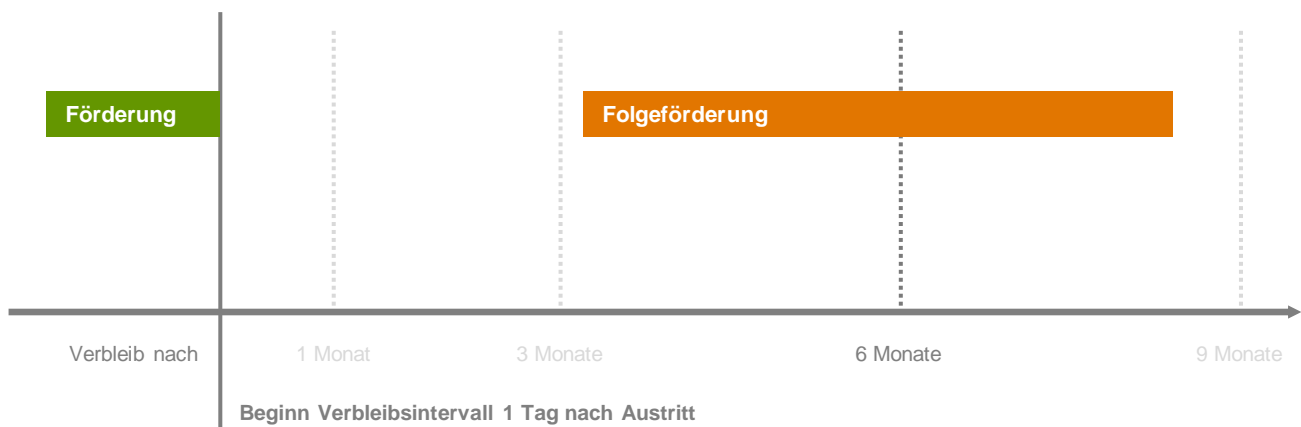 Förderung
Folgeförderung
Verbleib nach
1 Monat
3 Monate
6 Monate
9 Monate
Beginn Verbleibsintervall 1 Tag nach Austritt